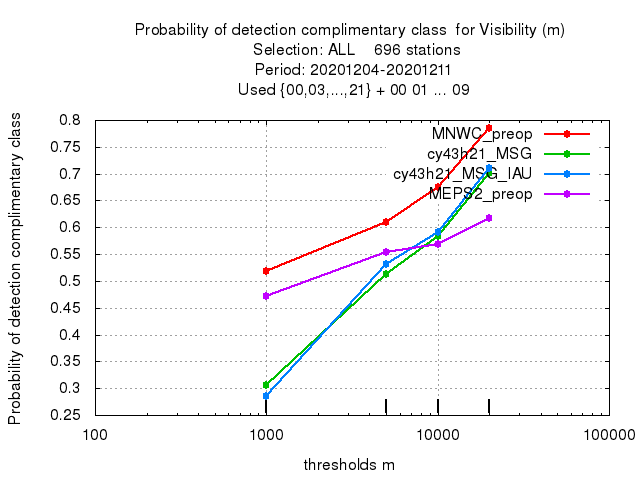 Probability of detection complimentary class for Visibility (m)
Selection: ALL 696 stations
Period: 20201204-20201211
Used {00,03,...,21} + 00 01 ... 09
Probability of detection complimentary class
0.8
0.75
0.7
0.65
0.6
0.55
0.5
0.45
0.4
0.35
0.3
0.25
MNWC_preop
cy43h21_MSG
cy43h21_MSG_IAU
MEPS2_preop
100
1000
10000
100000
thresholds m